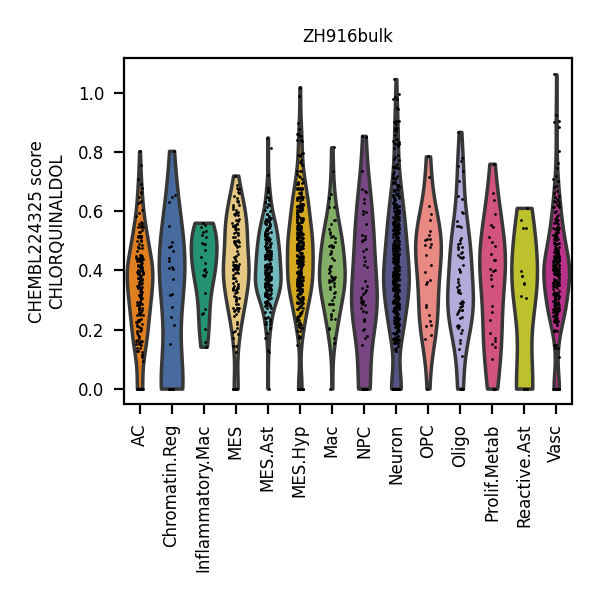 ZH916bulk
CHEMBL224325 score
CHLORQUINALDOL
1.0
0.8
0.6
0.4
0.2
0.0
AC
Chromatin.Reg
Inflammatory.Mac
MES
MES.Ast
MES.Hyp
Mac
NPC
Neuron
OPC
Oligo
Prolif.Metab
Reactive.Ast
Vasc